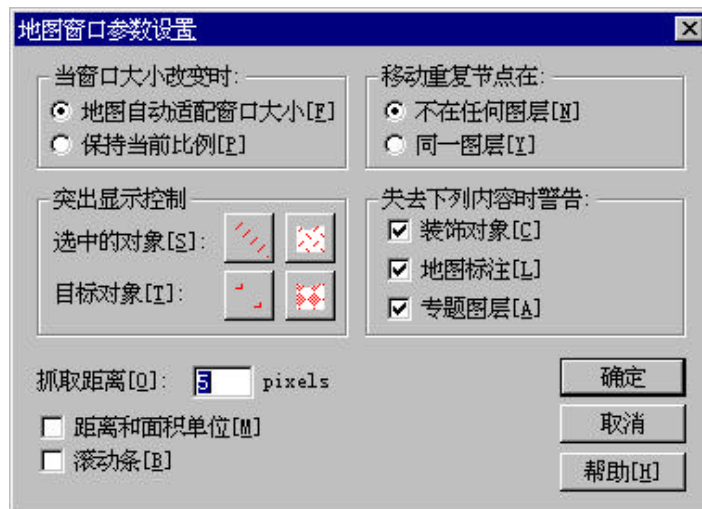 地图窗口参数设置
当窗口大小改变时:
地图自动适配窗口大小[F]
保持当前比例[P]
移动重复节点在:
不在任何图层[N]
同一图层[Y]
突出显示控制
选中的对象[S]:
目标对象[T]:
失去下列内容时警告:
装饰对象[C]
地图标注[L]
专题图层[A]
抓取距离[O]: 5 pixels
距离和面积单位[M]
滚动条[B]
确定
取消
帮助[H]